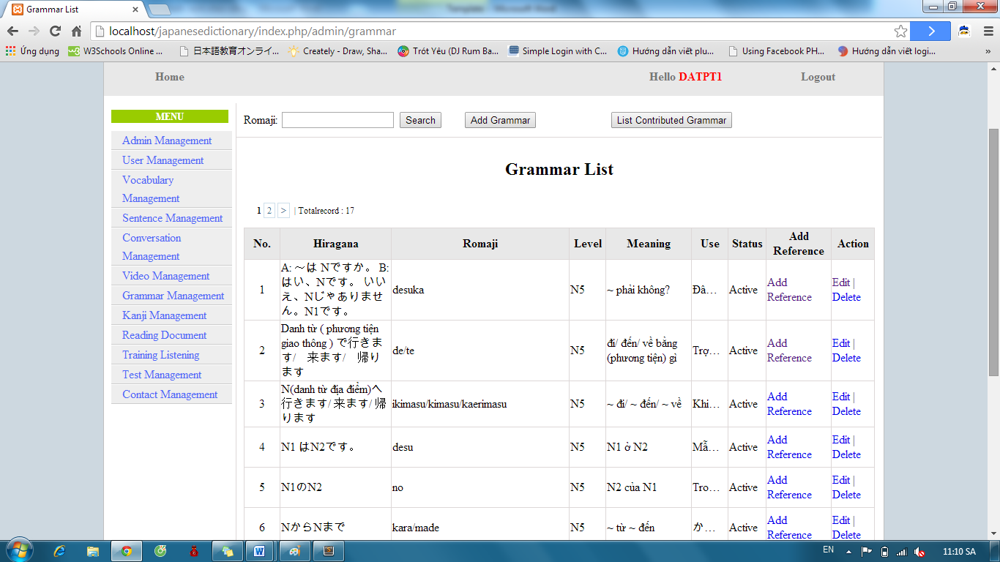 Grammar List
localhost/japanesedictionary/index.php/admin/grammar
Ứng dụng W3Schools Online ... 日本語教育オンライ... Creately - Draw, Sha... Trót Yêu (DJ Rum Ba... Simple Login with C... Hướng dẫn viết plu... Using Facebook PH... Hướng dẫn viết logi... »
Home Hello DATPT1 Logout
MENU
Admin Management
User Management
Vocabulary
Management
Sentence Management
Conversation
Management
Video Management
Grammar Management
Kanji Management
Reading Document
Training Listening
Test Management
Contact Management
Romaji: Search Add Grammar List Contributed Grammar
Grammar List
1 2 > | Totalrecord : 17
No. Hiragana Romaji Level Meaning Use Status Add Reference Action
1 A: ～は Nですか。 B: はい、Nです。 いいえ、Nじゃありません。N1です。 desuka N5 ~ phải không? Đâ… Active Add Reference Edit | Delete
2 Danh từ ( phương tiện giao thông ) で行きます/　来ます/　帰ります de/te N5 đi/ đến/ về bằng (phương tiện) gì Trợ… Active Add Reference Edit | Delete
3 N(danh từ địa điểm)へ 行きます/ 来ます/ 帰ります ikimasu/kimasu/kaerimasu N5 ~ đi/ ~ đến/ ~ về Khi… Active Add Reference Edit | Delete
4 N1 はN2です。 desu N5 N1 ở N2 Mẫ… Active Add Reference Edit | Delete
5 N1のN2 no N5 N2 của N1 Tro… Active Add Reference Edit | Delete
6 NからNまで kara/made N5 ~ từ ~ đến か… Active Add Reference Edit | Delete
EN 11:10 SA